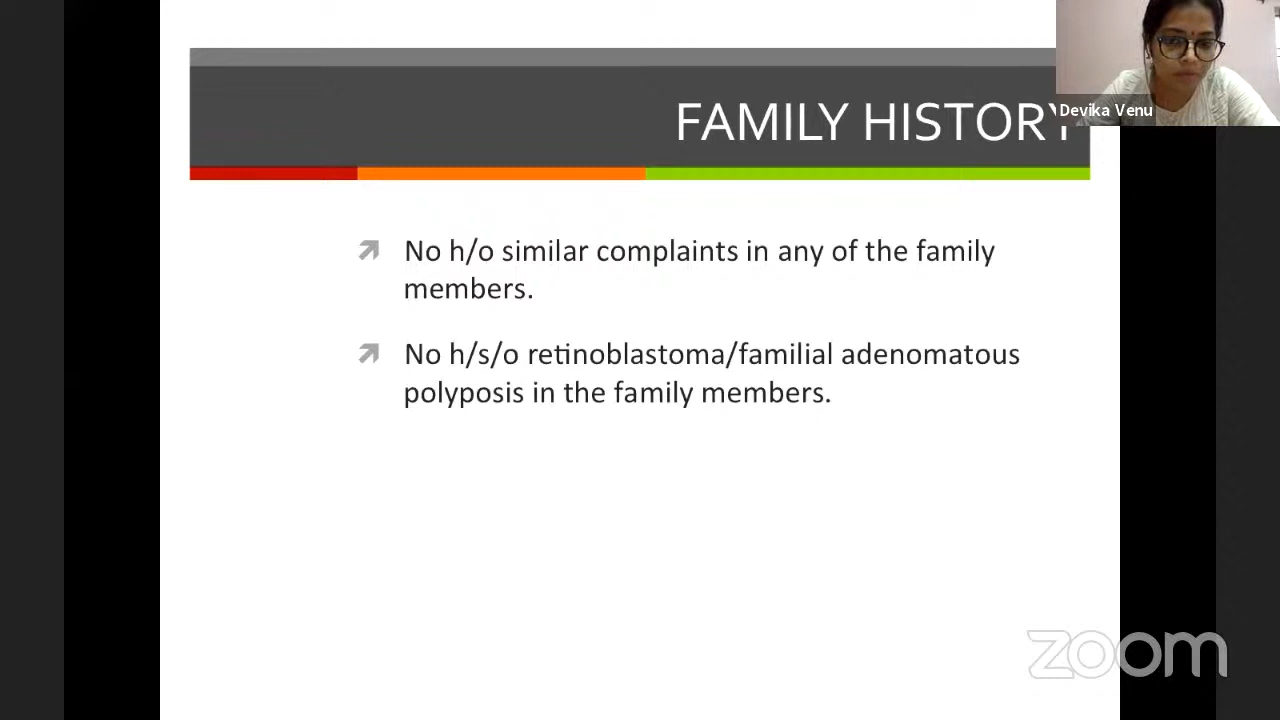 FAMILY HISTORY
Devika Venu
No h/o similar complaints in any of the family
members.
No h/s/o retinoblastoma/familial adenomatous
polyposis in the family members.
zoom